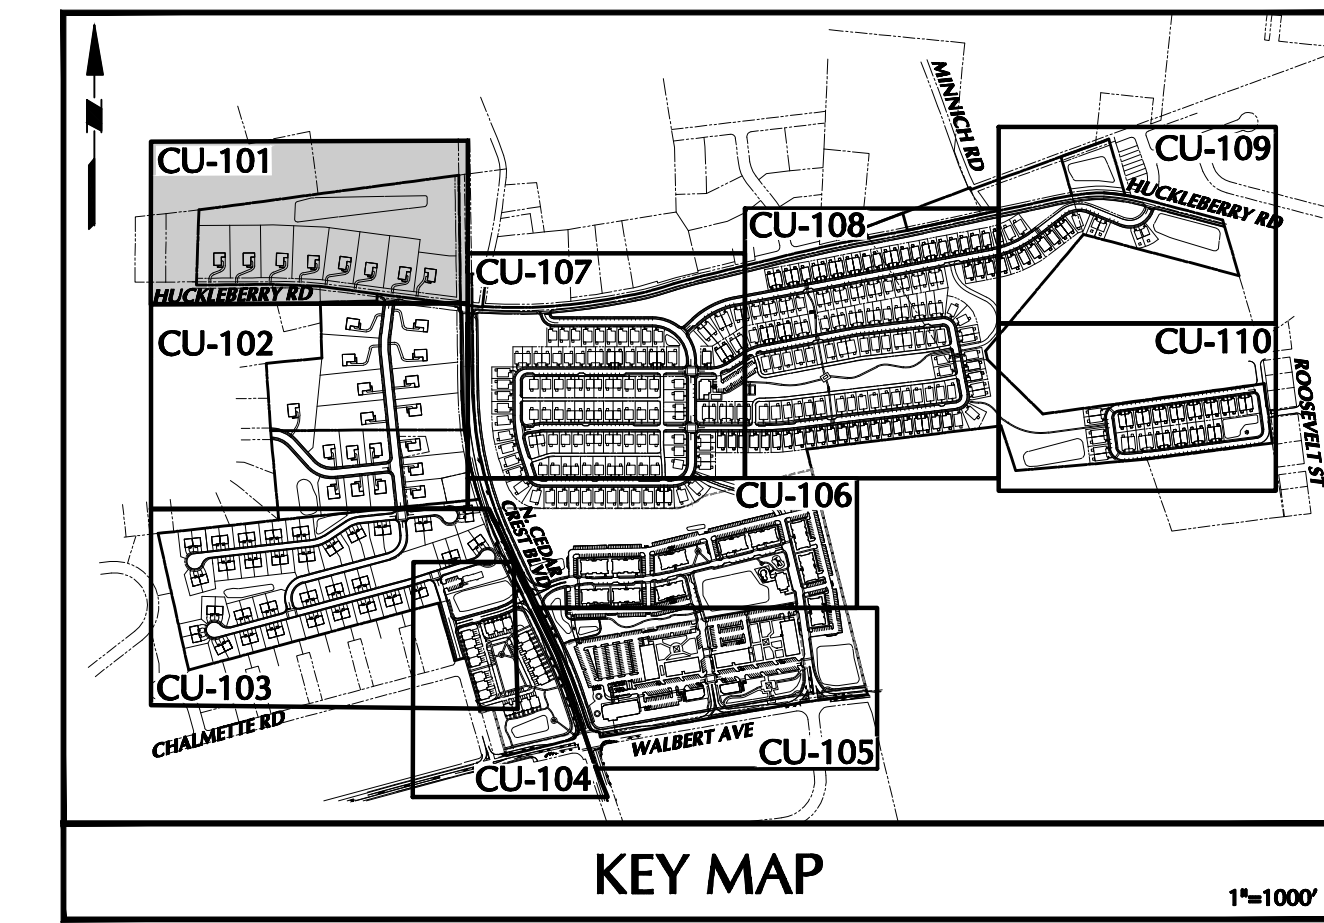 MINNICH RD
CU-101
CU-109
HUCKLEBERRY RD
CU-108
CU-107
HUCKLEBERRY RD
CU-102
CU-110
ROOSEVELT ST
CU-106
N. CEDAR
CREST BLVD
CU-103
CHALMETTE RD
WALBERT AVE
CU-105
CU-104
KEY MAP
1"=1000'